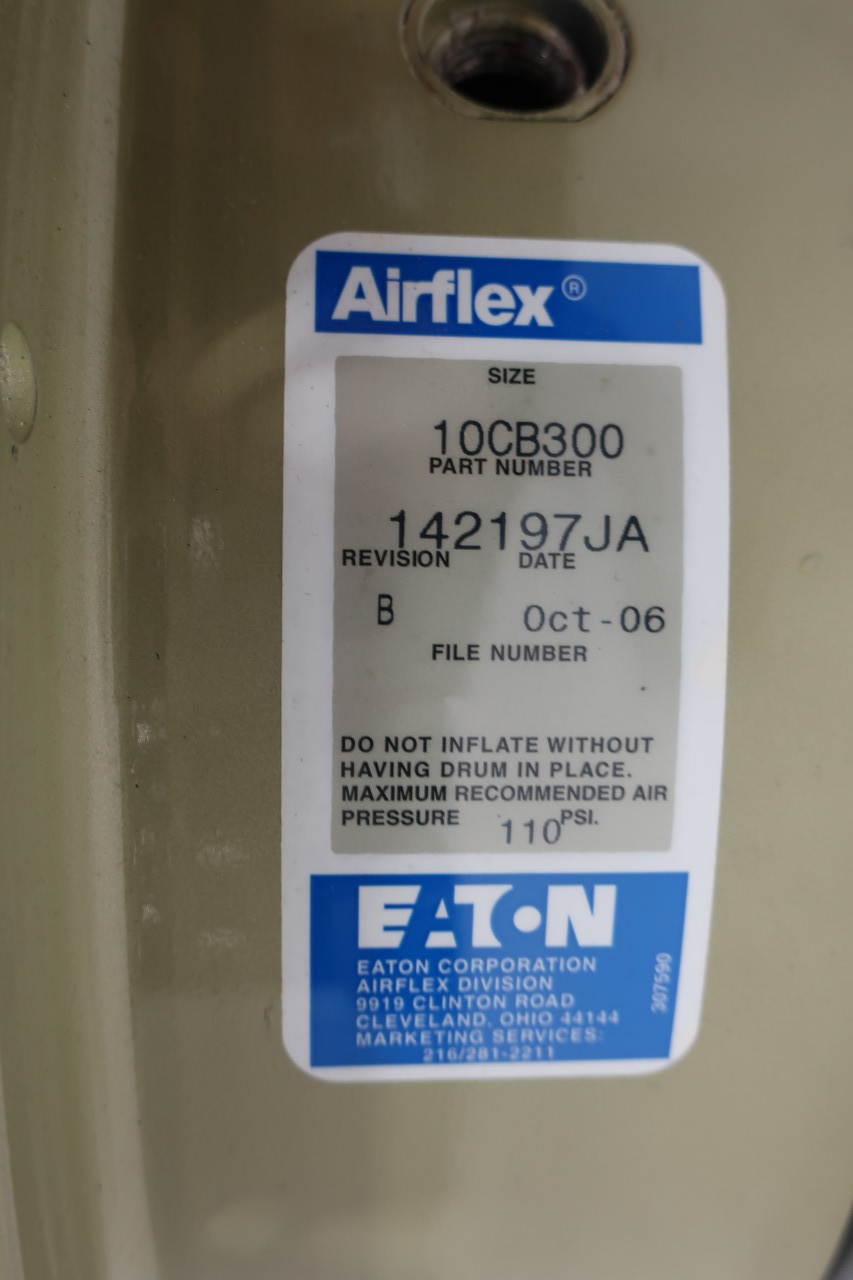 Airflex®
SIZE
10CB300
PART NUMBER
142197JA
REVISION DATE
B Oct-06
FILE NUMBER
DO NOT INFLATE WITHOUT
HAVING DRUM IN PLACE.
MAXIMUM RECOMMENDED AIR
PRESSURE 110 PSI.
EATON
EATON CORPORATION
AIRFLEX DIVISION
9919 CLINTON ROAD
CLEVELAND, OHIO 44144
MARKETING SERVICES:
216/281-2211
307590